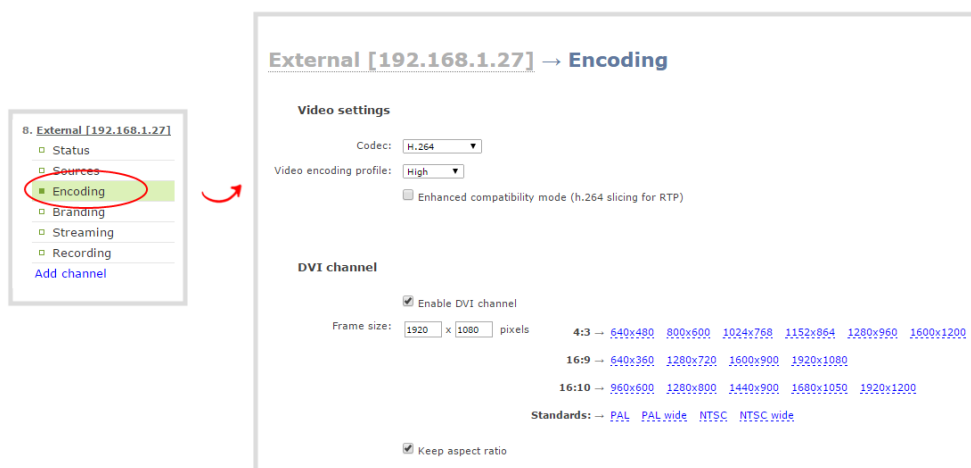 8. External [192.168.1.27]
Status
Sources
Encoding
Branding
Streaming
Recording
Add channel
External [192.168.1.27] → Encoding
Video settings
Codec: H.264
Video encoding profile: High
Enhanced compatibility mode (h.264 slicing for RTP)
DVI channel
Enable DVI channel
Frame size: 1920 x 1080 pixels
4:3 → 640x480 800x600 1024x768 1152x864 1280x960 1600x1200
16:9 → 640x360 1280x720 1600x900 1920x1080
16:10 → 960x600 1280x800 1440x900 1680x1050 1920x1200
Standards: → PAL PAL wide NTSC NTSC wide
Keep aspect ratio